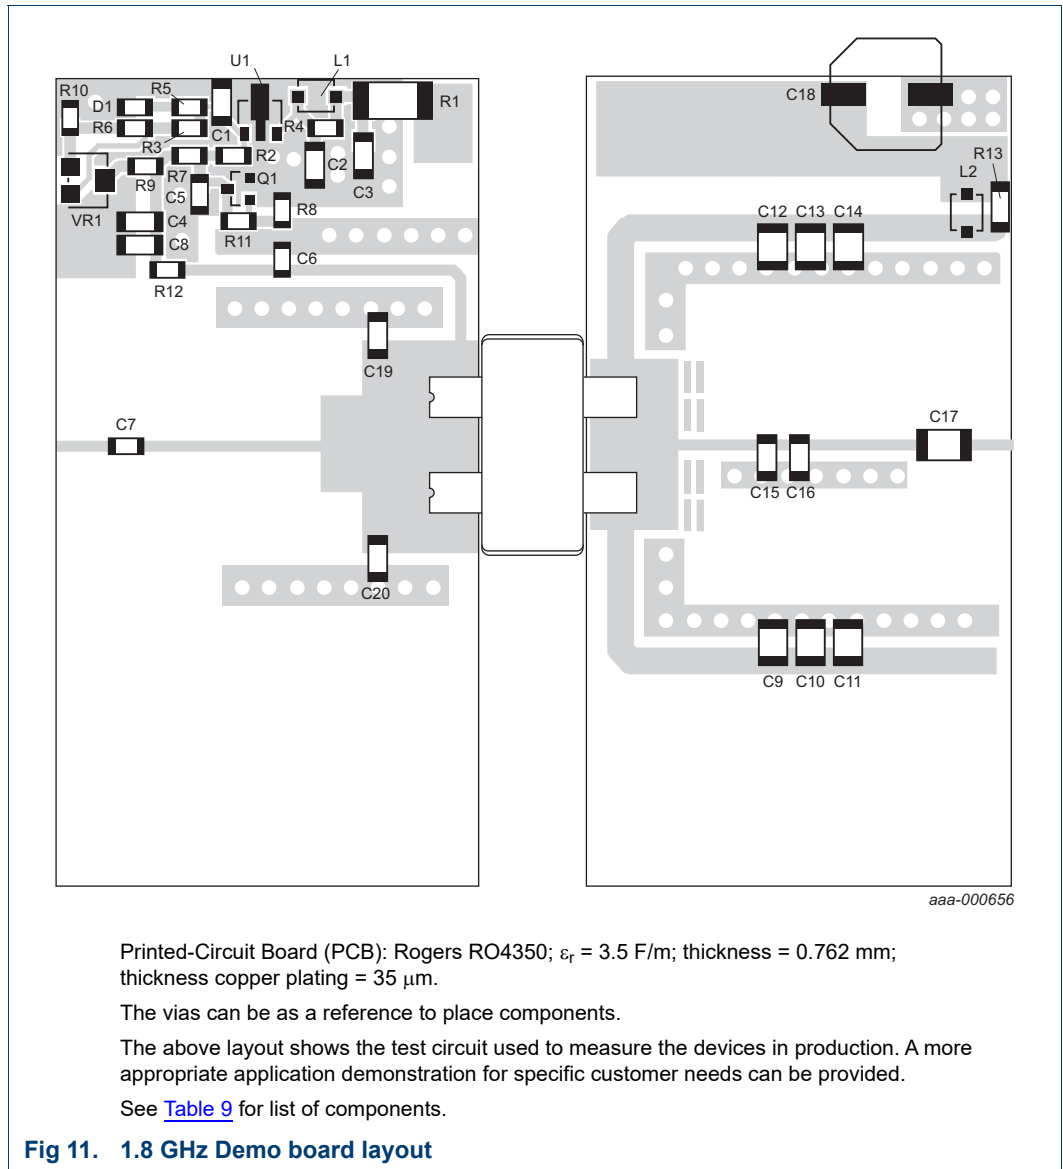 U1
L1
R10
D1
R5
R6
C1
R4
R1
R3
R2
C2
C3
R9
R7
Q1
C5
VR1
C4
R8
C8
R11
C6
R12
C19
C7
C20
C18
R13
L2
C12 C13 C14
C17
C15 C16
C9 C10 C11
aaa-000656
Printed-Circuit Board (PCB): Rogers RO4350; εr = 3.5 F/m; thickness = 0.762 mm;
thickness copper plating = 35 μm.
The vias can be as a reference to place components.
The above layout shows the test circuit used to measure the devices in production. A more
appropriate application demonstration for specific customer needs can be provided.
See Table 9 for list of components.
Fig 11. 1.8 GHz Demo board layout